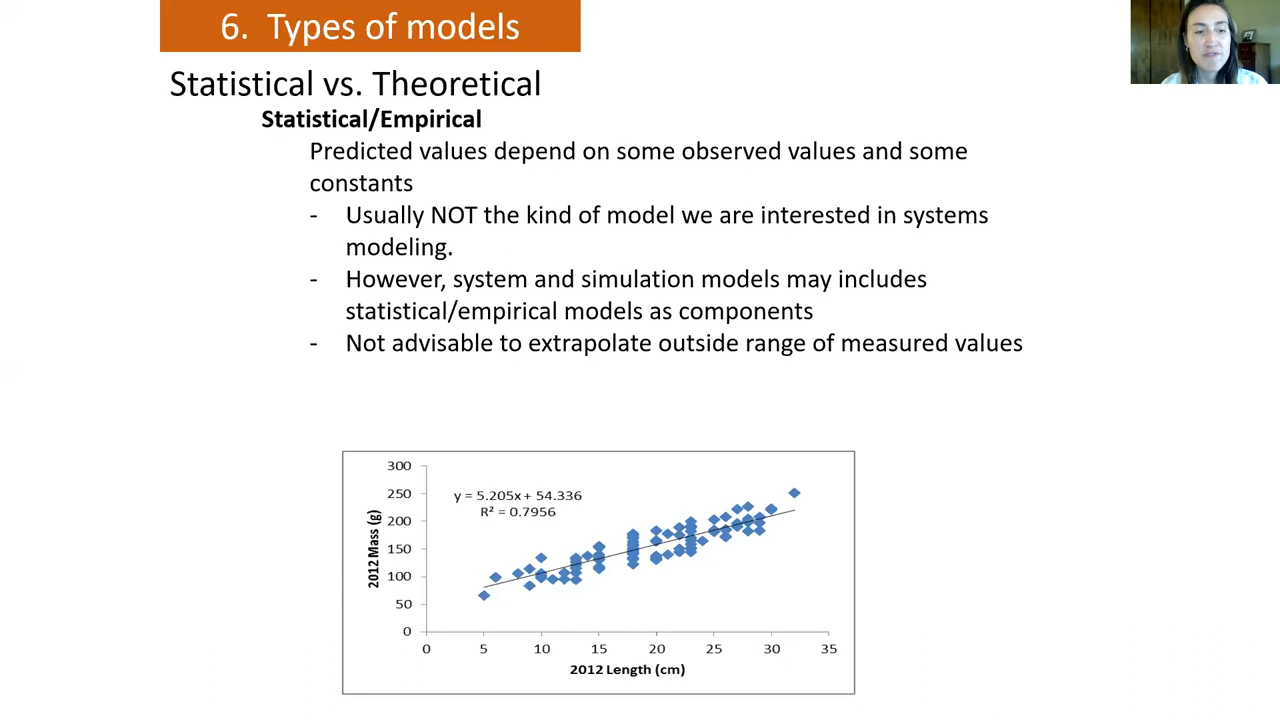 6. Types of models
Statistical vs. Theoretical
Statistical/Empirical
Predicted values depend on some observed values and some
constants
- Usually NOT the kind of model we are interested in systems
modeling.
- However, system and simulation models may includes
statistical/empirical models as components
- Not advisable to extrapolate outside range of measured values
300
250
200
150
100
50
0
2012 Mass (g)
y = 5.205x + 54.336
R² = 0.7956
0 5 10 15 20 25 30 35
2012 Length (cm)